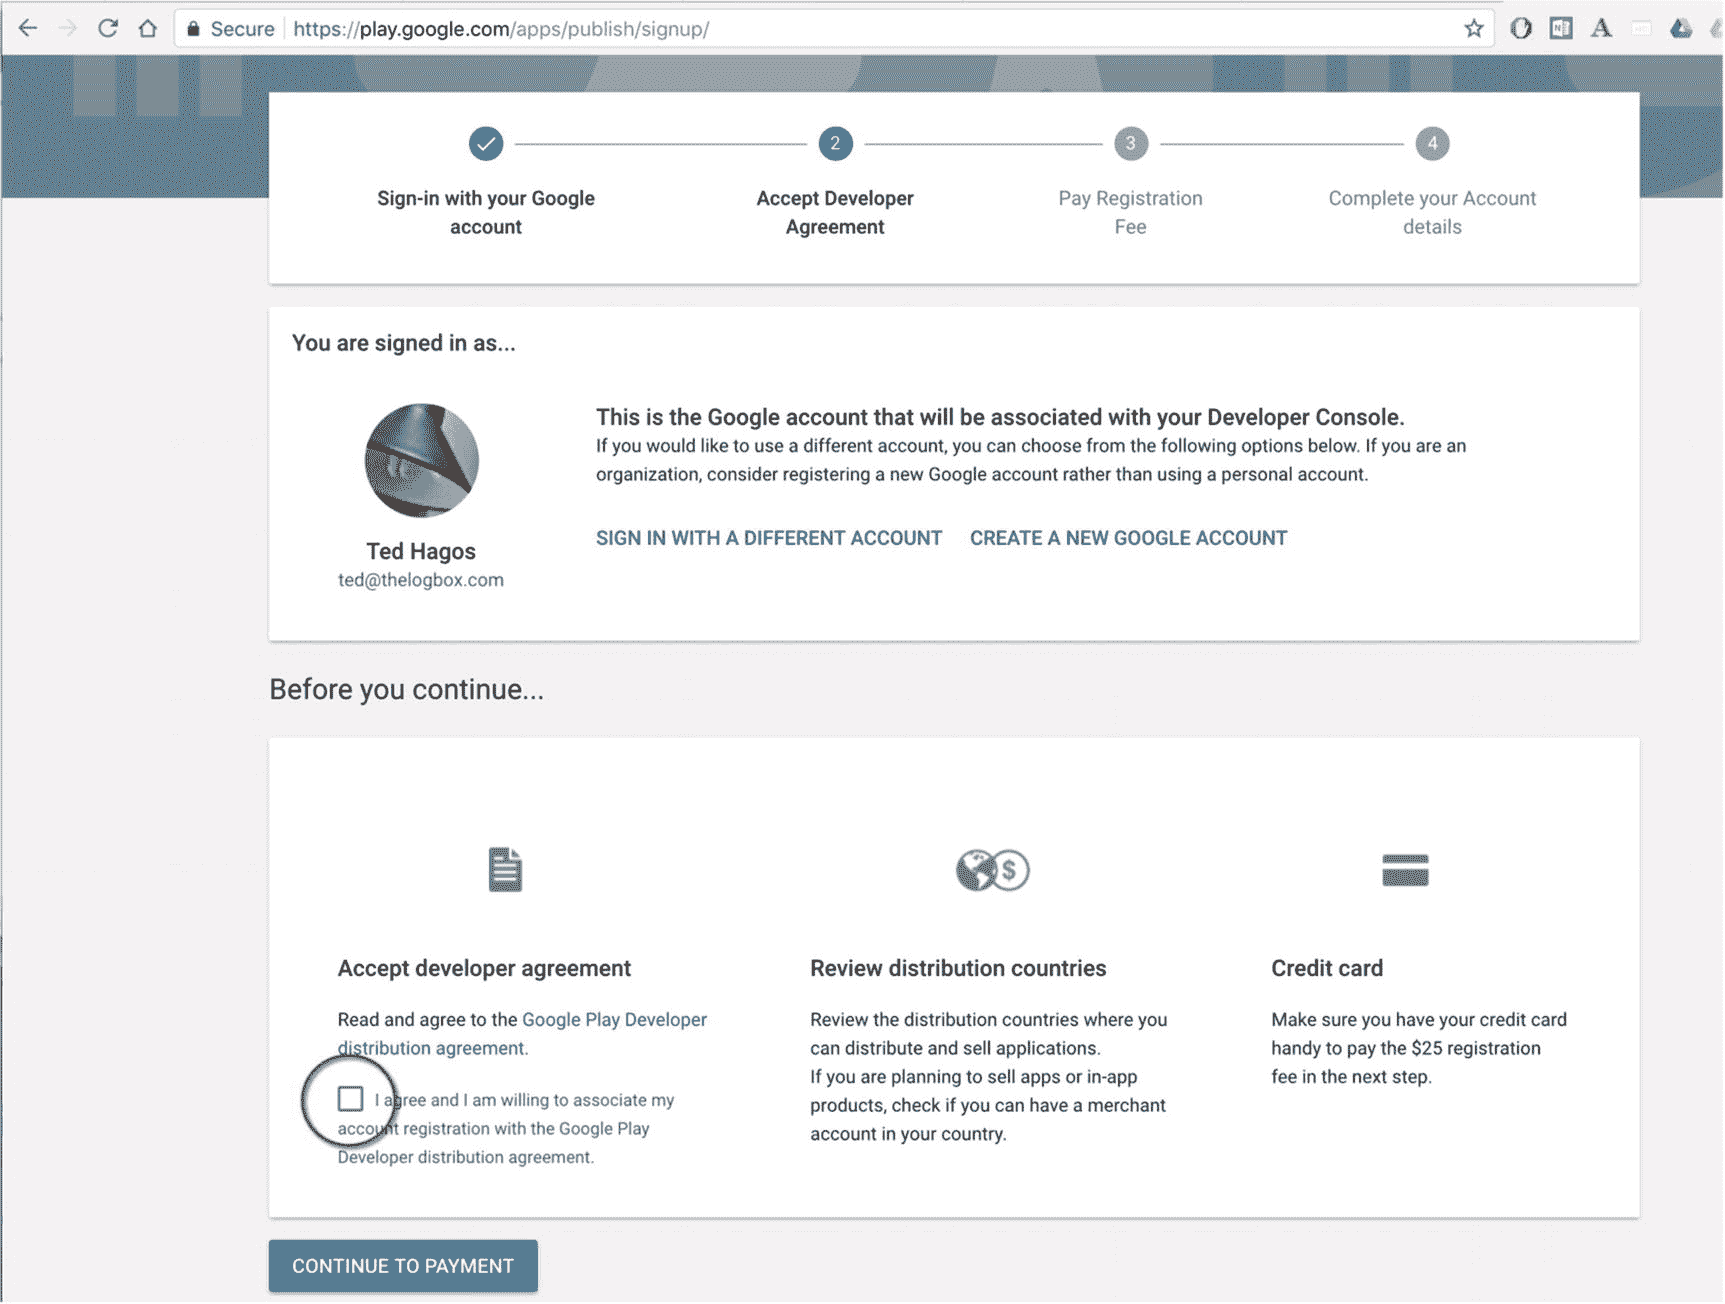 Secure https://play.google.com/apps/publish/signup/
2 3 4
Sign-in with your Google
account
Accept Developer
Agreement
Pay Registration
Fee
Complete your Account
details
You are signed in as...
Ted Hagos
ted@thelogbox.com
This is the Google account that will be associated with your Developer Console.
If you would like to use a different account, you can choose from the following options below. If you are an
organization, consider registering a new Google account rather than using a personal account.
SIGN IN WITH A DIFFERENT ACCOUNT CREATE A NEW GOOGLE ACCOUNT
Before you continue...
Accept developer agreement
Read and agree to the Google Play Developer
distribution agreement.
I agree and I am willing to associate my
account registration with the Google Play
Developer distribution agreement.
$
Review distribution countries
Review the distribution countries where you
can distribute and sell applications.
If you are planning to sell apps or in-app
products, check if you can have a merchant
account in your country.
Credit card
Make sure you have your credit card
handy to pay the $25 registration
fee in the next step.
CONTINUE TO PAYMENT